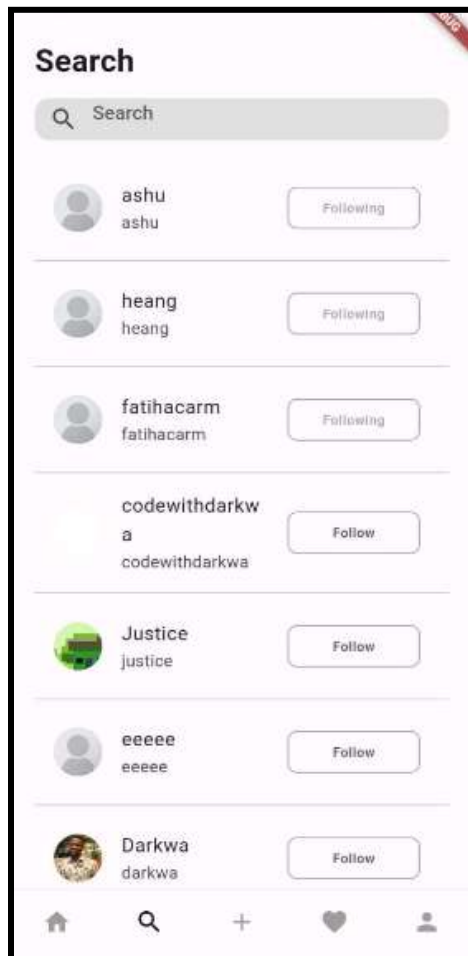 Search
Search
ashu
ashu
Following
heang
heang
Following
fatihacarm
fatihacarm
Following
codewithdarkw
a
codewithdarkwa
Follow
Justice
justice
Follow
eeeee
eeeee
Follow
Darkwa
darkwa
Follow